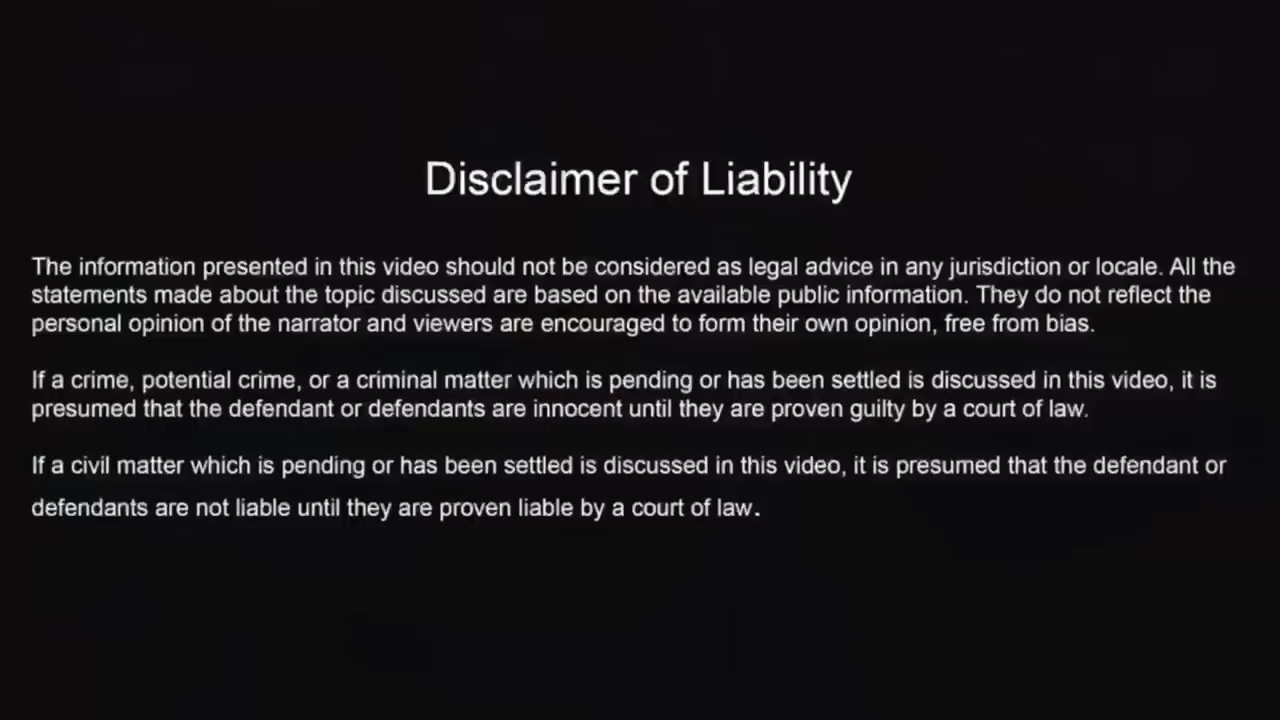 Disclaimer of Liability
The information presented in this video should not be considered as legal advice in any jurisdiction or locale. All the
statements made about the topic discussed are based on the available public information. They do not reflect the
personal opinion of the narrator and viewers are encouraged to form their own opinion, free from bias.
If a crime, potential crime, or a criminal matter which is pending or has been settled is discussed in this video, it is
presumed that the defendant or defendants are innocent until they are proven guilty by a court of law.
If a civil matter which is pending or has been settled is discussed in this video, it is presumed that the defendant or
defendants are not liable until they are proven liable by a court of law.